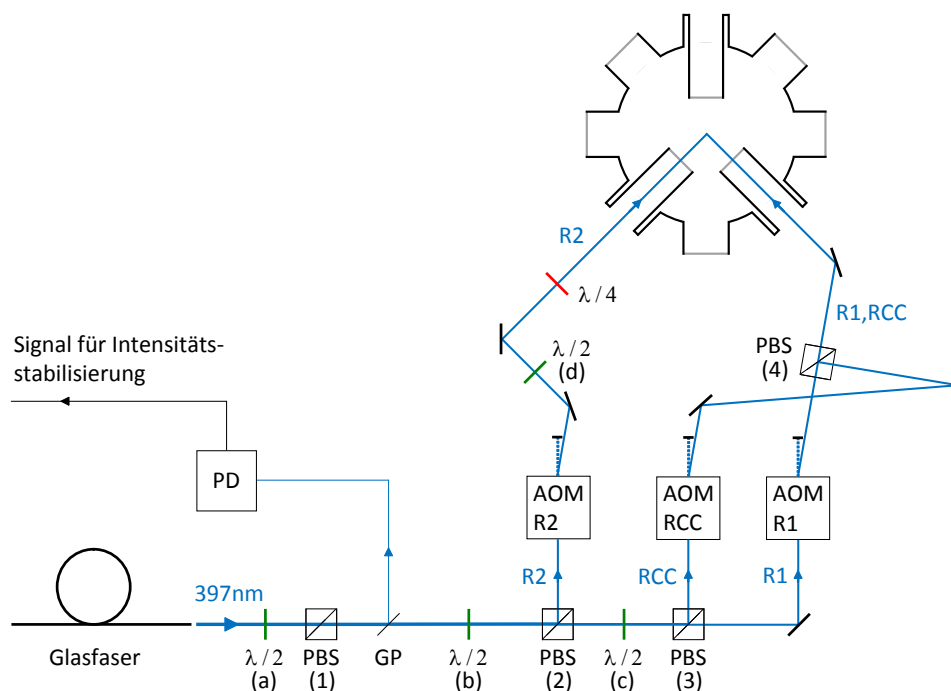 R2
λ / 4
R1,RCC
Signal für Intensitäts-
stabilisierung
λ / 2
(d)
PBS
(4)
PD
AOM
R2
AOM
RCC
AOM
R1
R2
RCC
R1
397nm
Glasfaser
λ / 2
(a)
PBS
(1)
GP
λ / 2
(b)
PBS
(2)
λ / 2
(c)
PBS
(3)